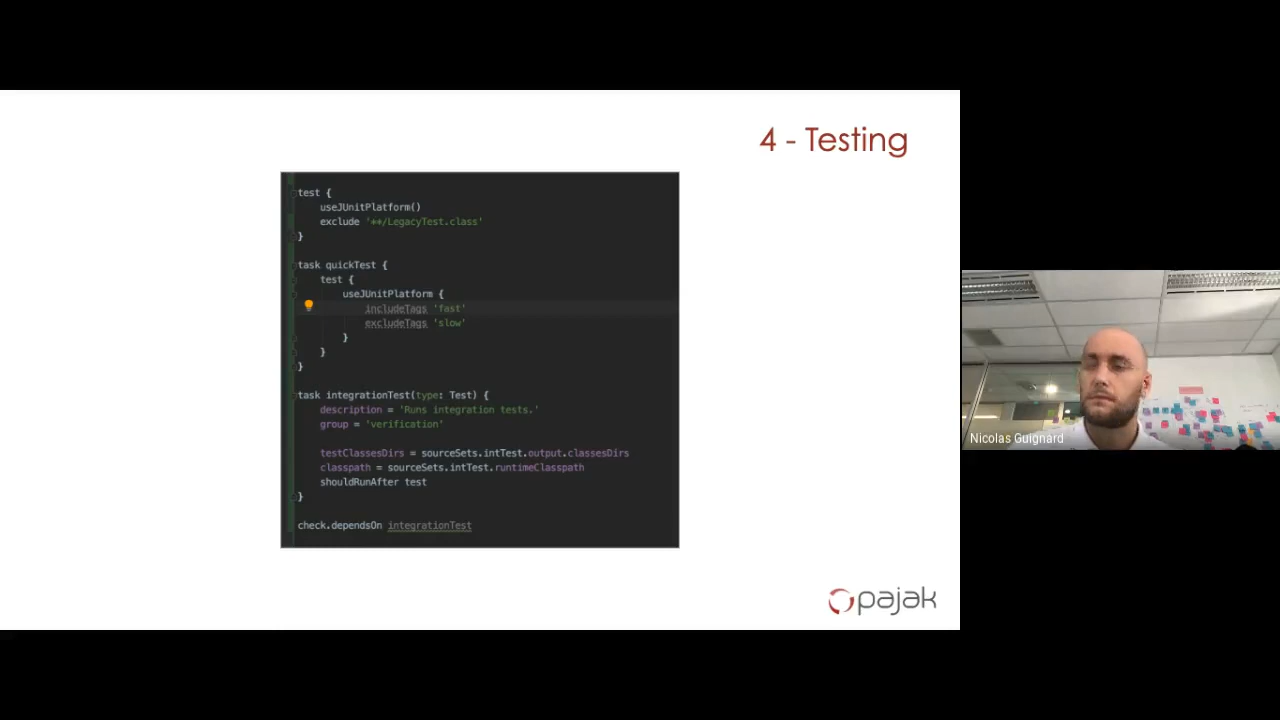 4 - Testing
test {
useJUnitPlatform()
exclude '**/LegacyTest.class'
}
task quickTest {
test {
useJUnitPlatform {
includeTags 'fast'
excludeTags 'slow'
}
}
}
task integrationTest(type: Test) {
description = 'Runs integration tests.'
group = 'verification'
testClassesDirs = sourceSets.intTest.output.classesDirs
classpath = sourceSets.intTest.runtimeClasspath
shouldRunAfter test
}
check.dependsOn integrationTest
Nicolas Guignard
pajak